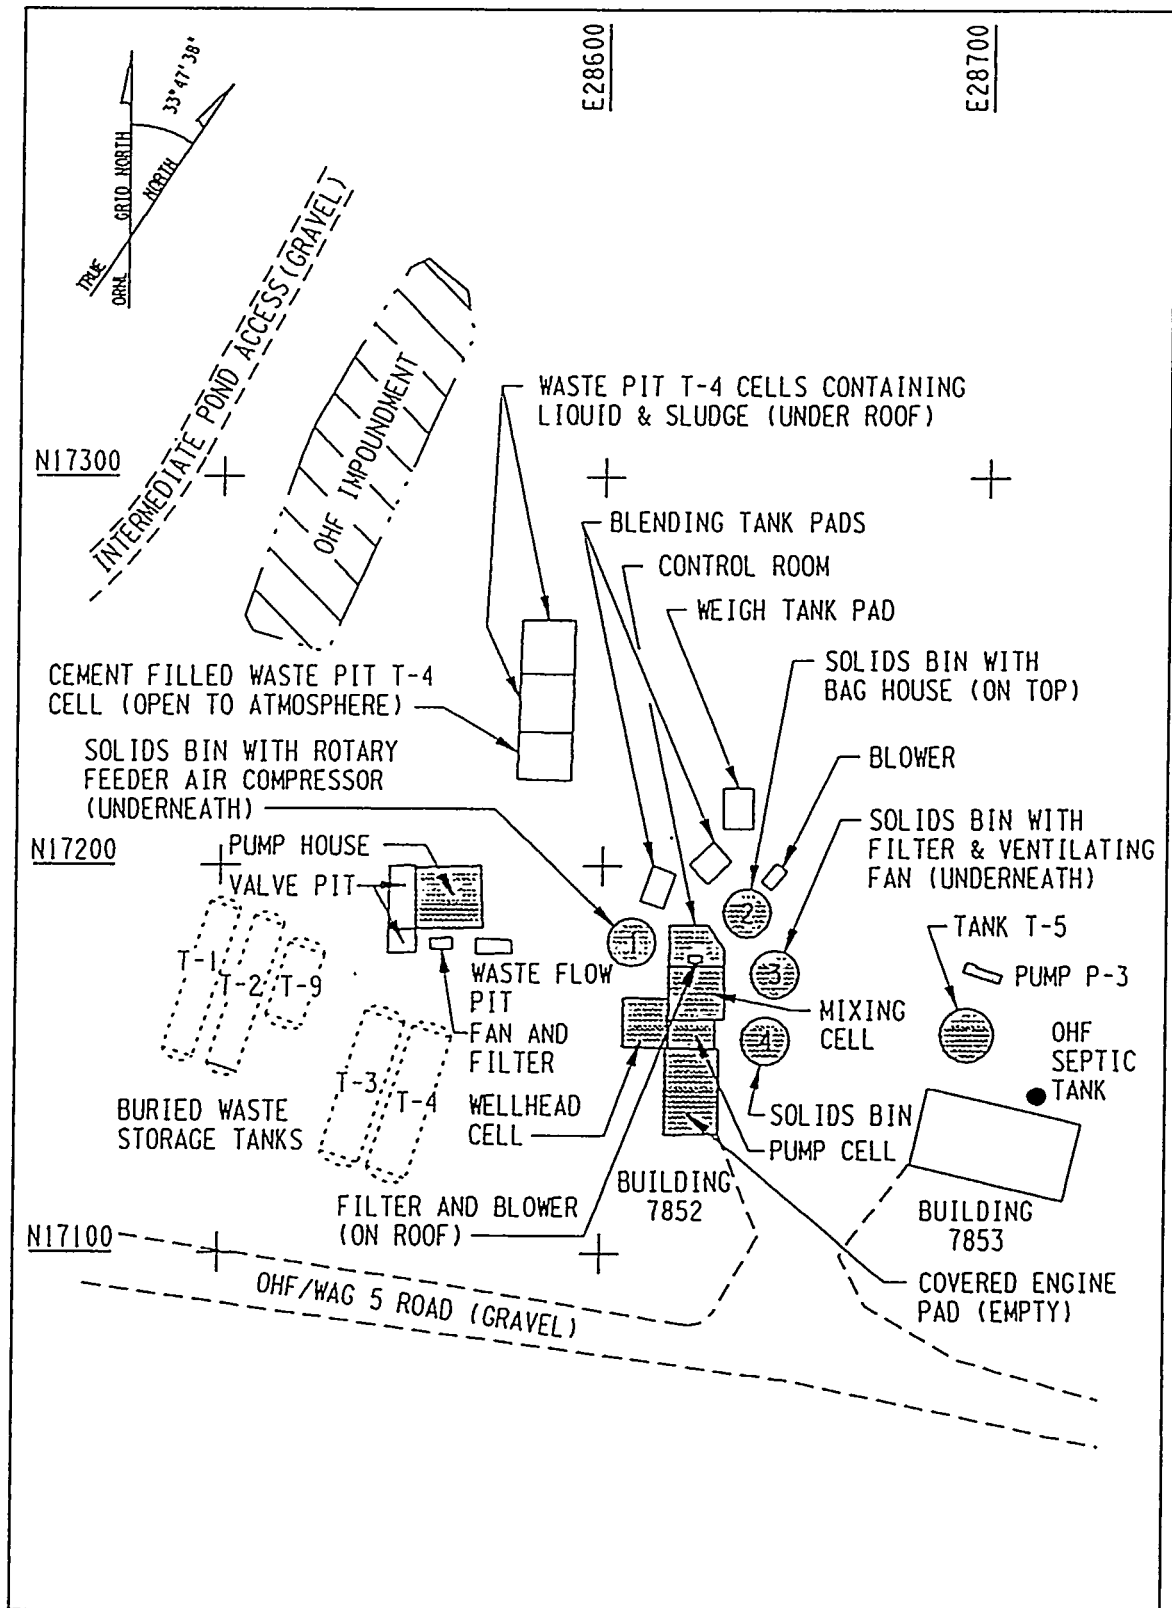 E28600
E28700
33°47'38"
GRID NORTH
NORTH
TRUE
ORNL
INTERMEDIATE POND ACCESS (GRAVEL)
OHF IMPOUNDMENT
WASTE PIT T-4 CELLS CONTAINING
LIQUID & SLUDGE (UNDER ROOF)
N17300
BLENDING TANK PADS
CONTROL ROOM
WEIGH TANK PAD
CEMENT FILLED WASTE PIT T-4
CELL (OPEN TO ATMOSPHERE)
SOLIDS BIN WITH
BAG HOUSE (ON TOP)
SOLIDS BIN WITH ROTARY
FEEDER AIR COMPRESSOR
(UNDERNEATH)
BLOWER
SOLIDS BIN WITH
FILTER & VENTILATING
FAN (UNDERNEATH)
N17200
PUMP HOUSE
VALVE PIT
1
2
3
4
TANK T-5
PUMP P-3
T-1
T-2
T-9
WASTE FLOW
PIT
FAN AND
FILTER
MIXING
CELL
OHF
SEPTIC
TANK
T-3
T-4
BURIED WASTE
STORAGE TANKS
WELLHEAD
CELL
SOLIDS BIN
PUMP CELL
FILTER AND BLOWER
(ON ROOF)
BUILDING
7852
BUILDING
7853
N17100
OHF/WAG 5 ROAD (GRAVEL)
COVERED ENGINE
PAD (EMPTY)